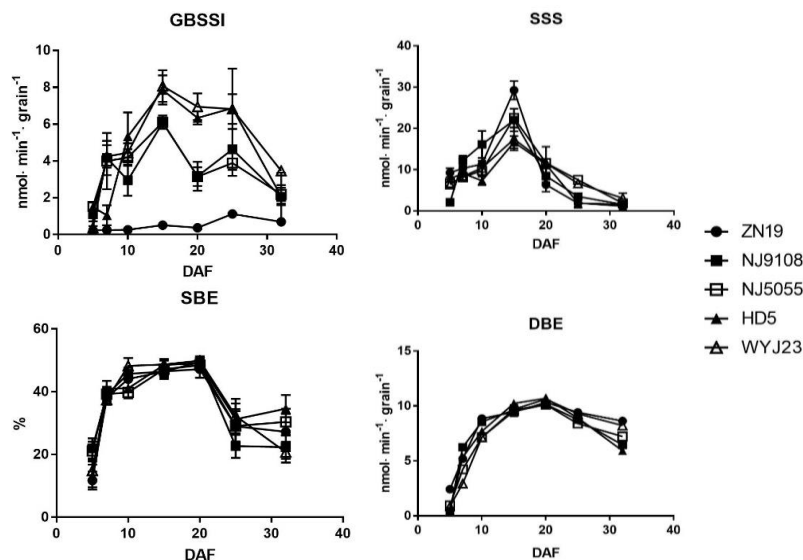 GBSSI
nmol· min⁻¹· grain⁻¹
10
8
6
4
2
0
0 10 20 30 40
DAF
SSS
nmol· min⁻¹· grain⁻¹
40
30
20
10
0
0 10 20 30 40
DAF
SBE
%
60
40
20
0
0 10 20 30 40
DAF
DBE
nmol· min⁻¹· grain⁻¹
15
10
5
0
0 10 20 30 40
DAF
ZN19
NJ9108
NJ5055
HD5
WYJ23